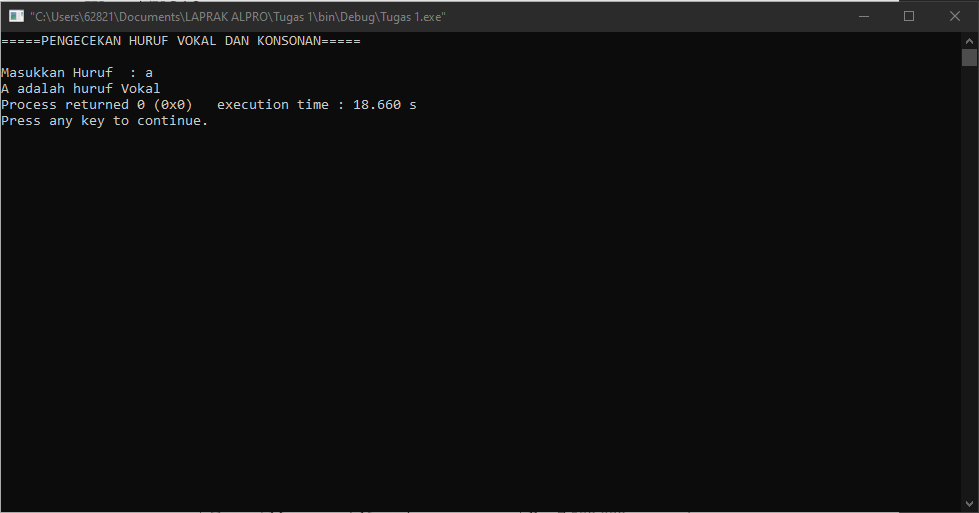 "C:\Users\62821\Documents\LAPRAK ALPRO\Tugas 1\bin\Debug\Tugas 1.exe"
=====PENGECEKAN HURUF VOKAL DAN KONSONAN=====
Masukkan Huruf  : a
A adalah huruf Vokal
Process returned 0 (0x0)   execution time : 18.660 s
Press any key to continue.